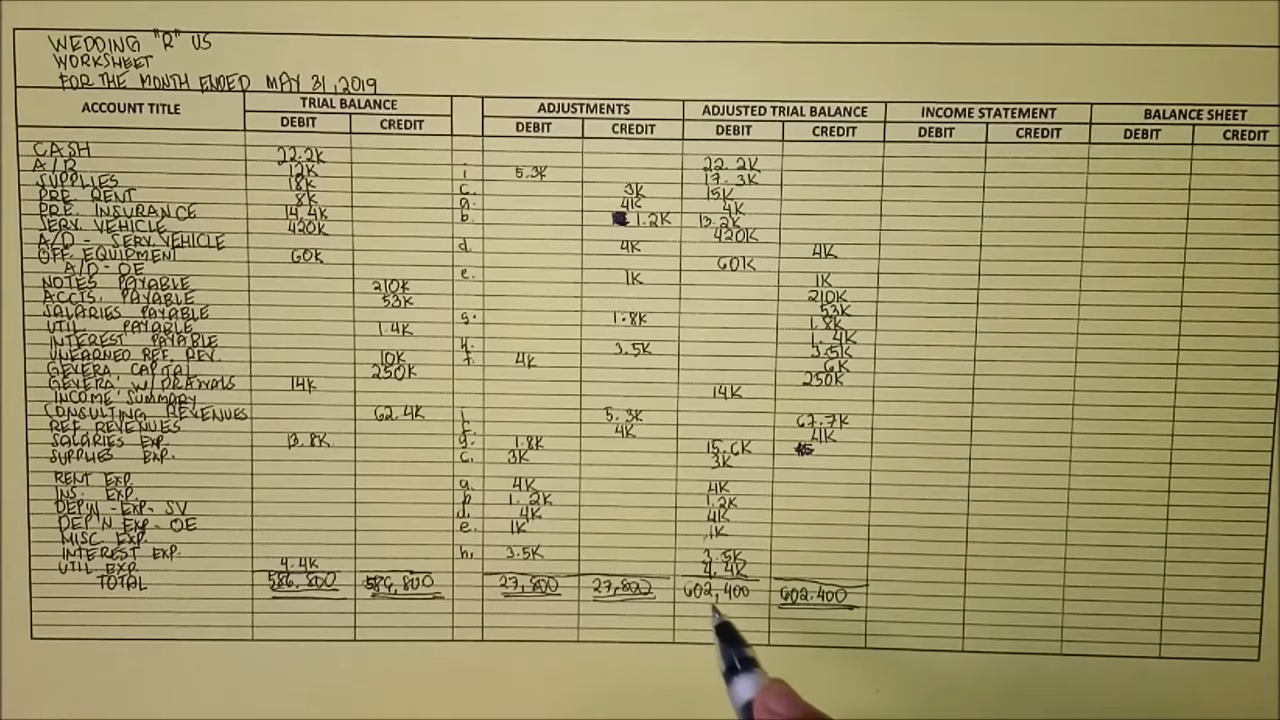 WEDDING "R" US
WORKSHEET
FOR THE MONTH ENDED MAY 31, 2019
ACCOUNT TITLE TRIAL BALANCE ADJUSTMENTS ADJUSTED TRIAL BALANCE INCOME STATEMENT BALANCE SHEET
DEBIT CREDIT DEBIT CREDIT DEBIT CREDIT DEBIT CREDIT DEBIT CREDIT
CASH 22.2K 22.2K
A/R 12K i 5.3K 17.3K
SUPPLIES 18K c. 3K 15K
PRE. RENT 8K a. 4K 4K
PRE. INSURANCE 14.4K b. 1.2K 13.2K
SERV. VEHICLE 420K 420K
A/D - SERV. VEHICLE d. 4K 4K
OFF. EQUIPMENT 60K 60K
A/D - OE e. 1K 1K
NOTES PAYABLE 210K 210K
ACCTS. PAYABLE 53K 53K
SALARIES PAYABLE g. 1.8K 1.8K
UTIL PAYABLE 1.4K 1.4K
INTEREST PAYABLE h. 3.5K 3.5K
UNEARNED REF. REV. 10K f. 4K 6K
GEVERA CAPITAL 250K 250K
GEVERA W/DRAWALS 14K 14K
INCOME SUMMARY
CONSULTING REVENUES 62.4K i 5.3K 67.7K
REF. REVENUES f. 4K 4K
SALARIES EXP. 13.8K g. 1.8K 15.6K
SUPPLIES EXP. c. 3K 3K
RENT EXP. a. 4K 4K
INS. EXP. b 1.2K 1.2K
DEP'N - EXP - SV d. 4K 4K
DEP'N EXP - OE e. 1K 1K
MISC. EXP.
INTEREST EXP. h. 3.5K 3.5K
UTIL EXP. 4.4K 4.4K
TOTAL 586,800 586,800 27,800 27,800 602,400 602,400